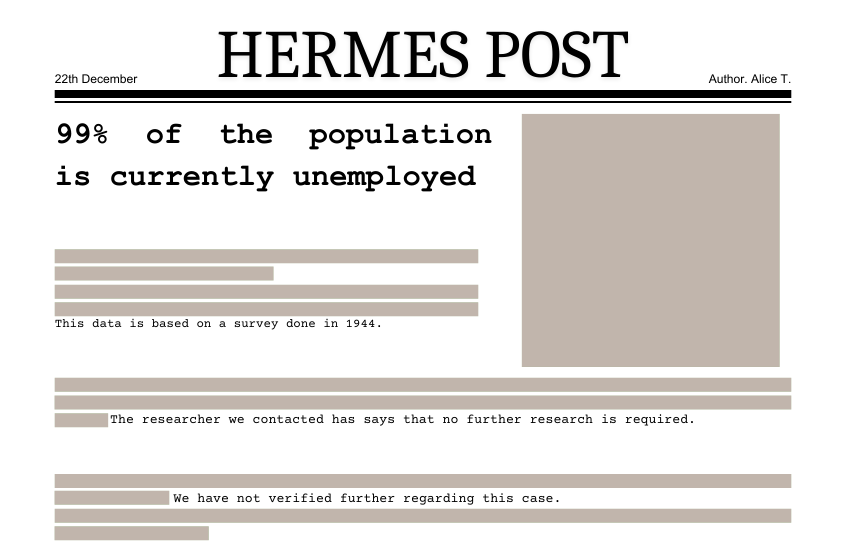 HERMES POST
22th December
Author. Alice T.
99% of the population
is currently unemployed
This data is based on a survey done in 1944.
The researcher we contacted has says that no further research is required.
We have not verified further regarding this case.